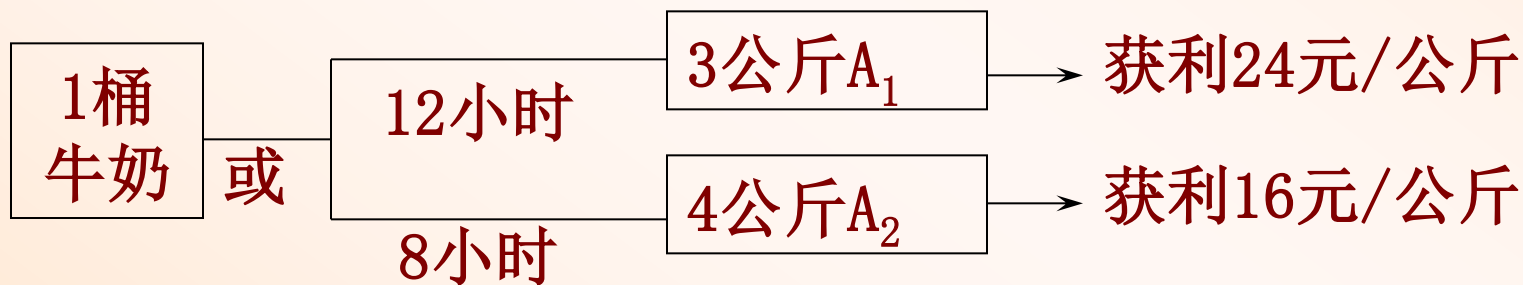 1桶
牛奶
或
12小时
8小时
3公斤A₁
4公斤A₂
获利24元/公斤
获利16元/公斤